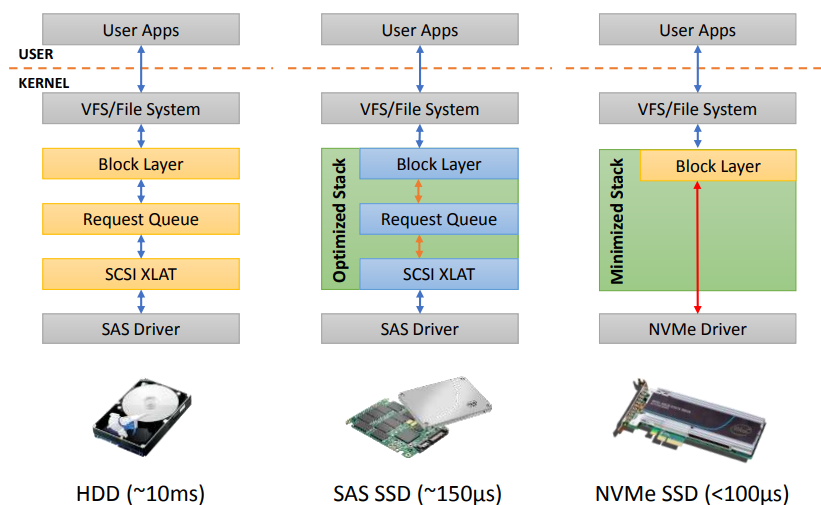 User Apps
User Apps
User Apps
USER
KERNEL
VFS/File System
VFS/File System
VFS/File System
Block Layer
Request Queue
SCSI XLAT
Optimized Stack
Block Layer
Request Queue
SCSI XLAT
Minimized Stack
Block Layer
SAS Driver
SAS Driver
NVMe Driver
HDD (~10ms)
SAS SSD (~150µs)
NVMe SSD (<100µs)